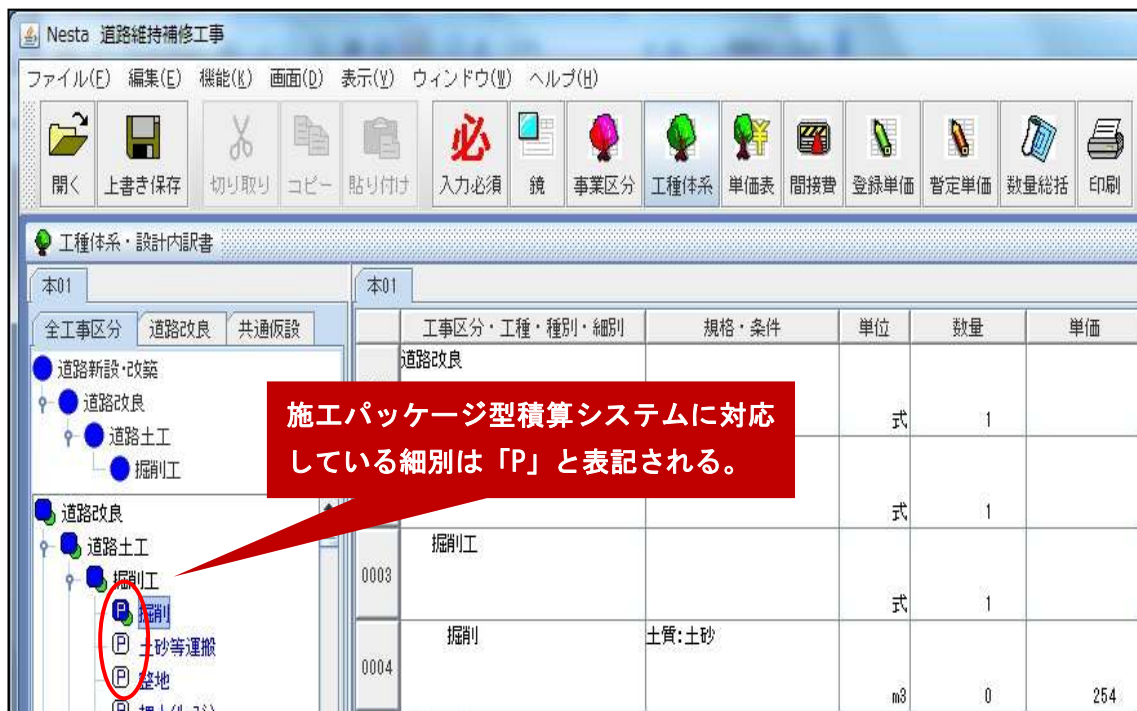 Nesta 道路維持補修工事
ファイル(F) 編集(E) 機能(K) 画面(D) 表示(V) ウィンドウ(W) ヘルプ(H)
開く 上書き保存 切り取り コピー 貼り付け 必 入力必須 鏡 事業区分 工種体系 単価表 間接費 登録単価 暫定単価 数量総括 印刷
工種体系・設計内訳書
本01 本01
全工事区分 道路改良 共通仮設
工事区分・工種・種別・細別 規格・条件 単位 数量 単価
道路新設・改築
道路改良
道路土工
掘削工
道路改良
式 1
施工パッケージ型積算システムに対応
している細別は「P」と表記される。
式 1
道路改良
道路土工
掘削工
P 掘削
P 土砂等運搬
P 整地
0003 掘削工
式 1
0004 掘削 土質:土砂
m3 0 254